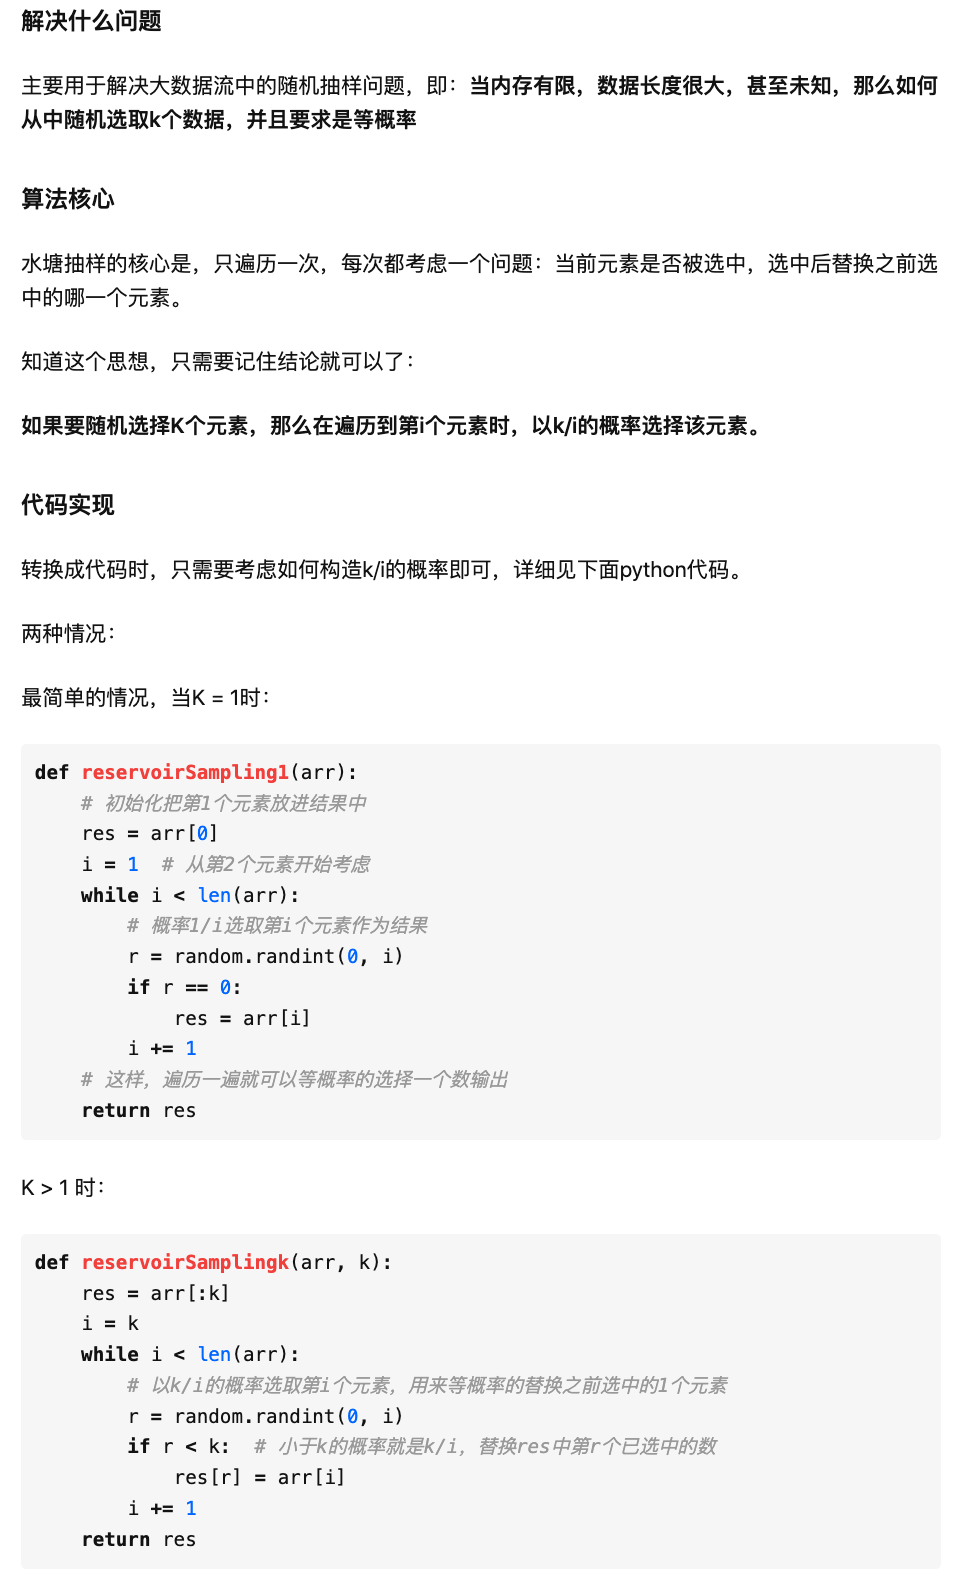 解决什么问题
主要用于解决大数据流中的随机抽样问题，即：当内存有限，数据长度很大，甚至未知，那么如何
从中随机选取k个数据，并且要求是等概率
算法核心
水塘抽样的核心是，只遍历一次，每次都考虑一个问题：当前元素是否被选中，选中后替换之前选
中的哪一个元素。
知道这个思想，只需要记住结论就可以了：
如果要随机选择K个元素，那么在遍历到第i个元素时，以k/i的概率选择该元素。
代码实现
转换成代码时，只需要考虑如何构造k/i的概率即可，详细见下面python代码。
两种情况：
最简单的情况，当K = 1时：
def reservoirSampling1(arr):
    # 初始化把第1个元素放进结果中
    res = arr[0]
    i = 1  # 从第2个元素开始考虑
    while i < len(arr):
        # 概率1/i选取第i个元素作为结果
        r = random.randint(0, i)
        if r == 0:
            res = arr[i]
        i += 1
    # 这样，遍历一遍就可以等概率的选择一个数输出
    return res
K > 1 时：
def reservoirSamplingk(arr, k):
    res = arr[:k]
    i = k
    while i < len(arr):
        # 以k/i的概率选取第i个元素，用来等概率的替换之前选中的1个元素
        r = random.randint(0, i)
        if r < k:  # 小于k的概率就是k/i，替换res中第r个已选中的数
            res[r] = arr[i]
        i += 1
    return res